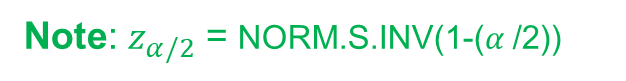 Note: z_{α/2} = NORM.S.INV(1-(α /2))